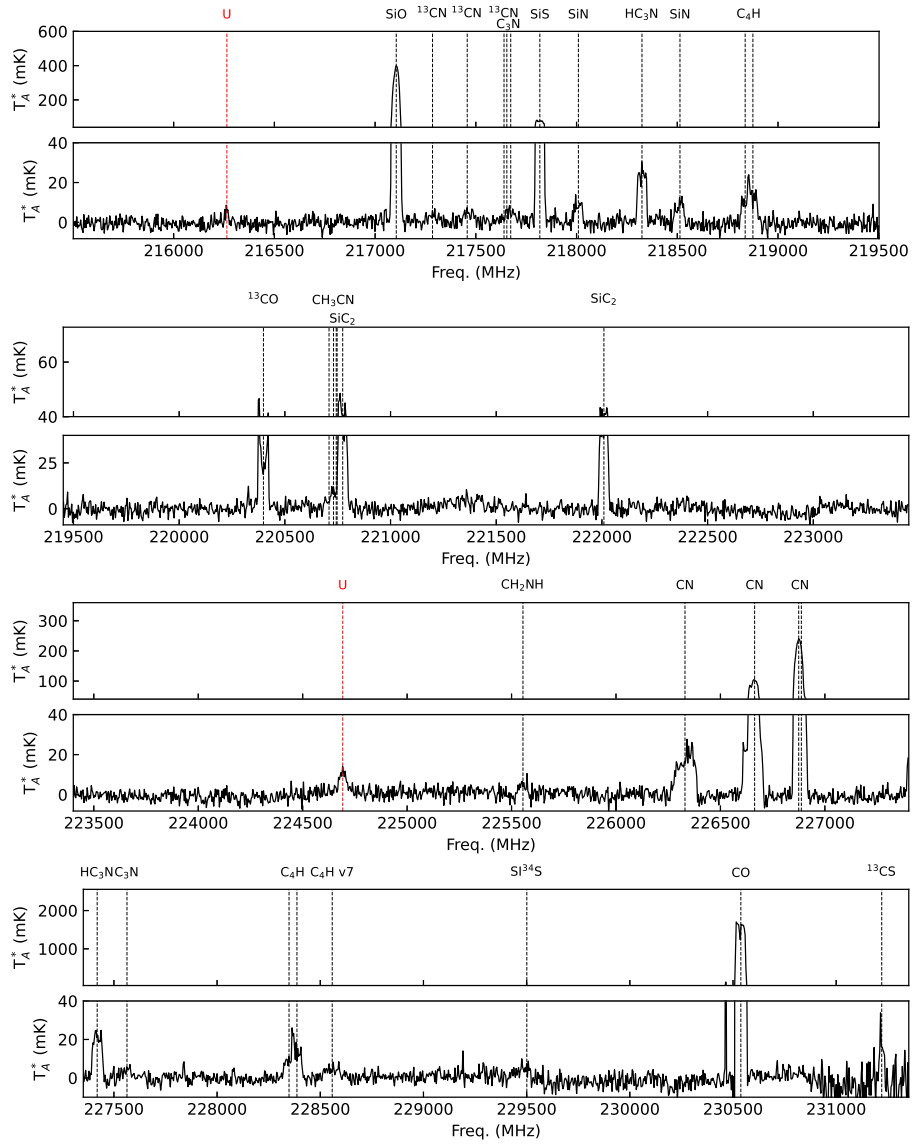 U SiO ¹³CN ¹³CN ¹³CN SiS SiN HC₃N SiN C₄H
C₃N
600
400
200
T*A (mK)
40
20
0
T*A (mK)
216000 216500 217000 217500 218000 218500 219000 219500
Freq. (MHz)
¹³CO CH₃CN SiC₂
SiC₂
60
40
T*A (mK)
25
0
T*A (mK)
219500 220000 220500 221000 221500 222000 222500 223000
Freq. (MHz)
U CH₂NH CN CN CN
300
200
100
T*A (mK)
40
20
0
T*A (mK)
223500 224000 224500 225000 225500 226000 226500 227000
Freq. (MHz)
HC₃N C₃N C₄H C₄H v7 SI³⁴S CO ¹³CS
2000
1000
T*A (mK)
40
20
0
T*A (mK)
227500 228000 228500 229000 229500 230000 230500 231000
Freq. (MHz)